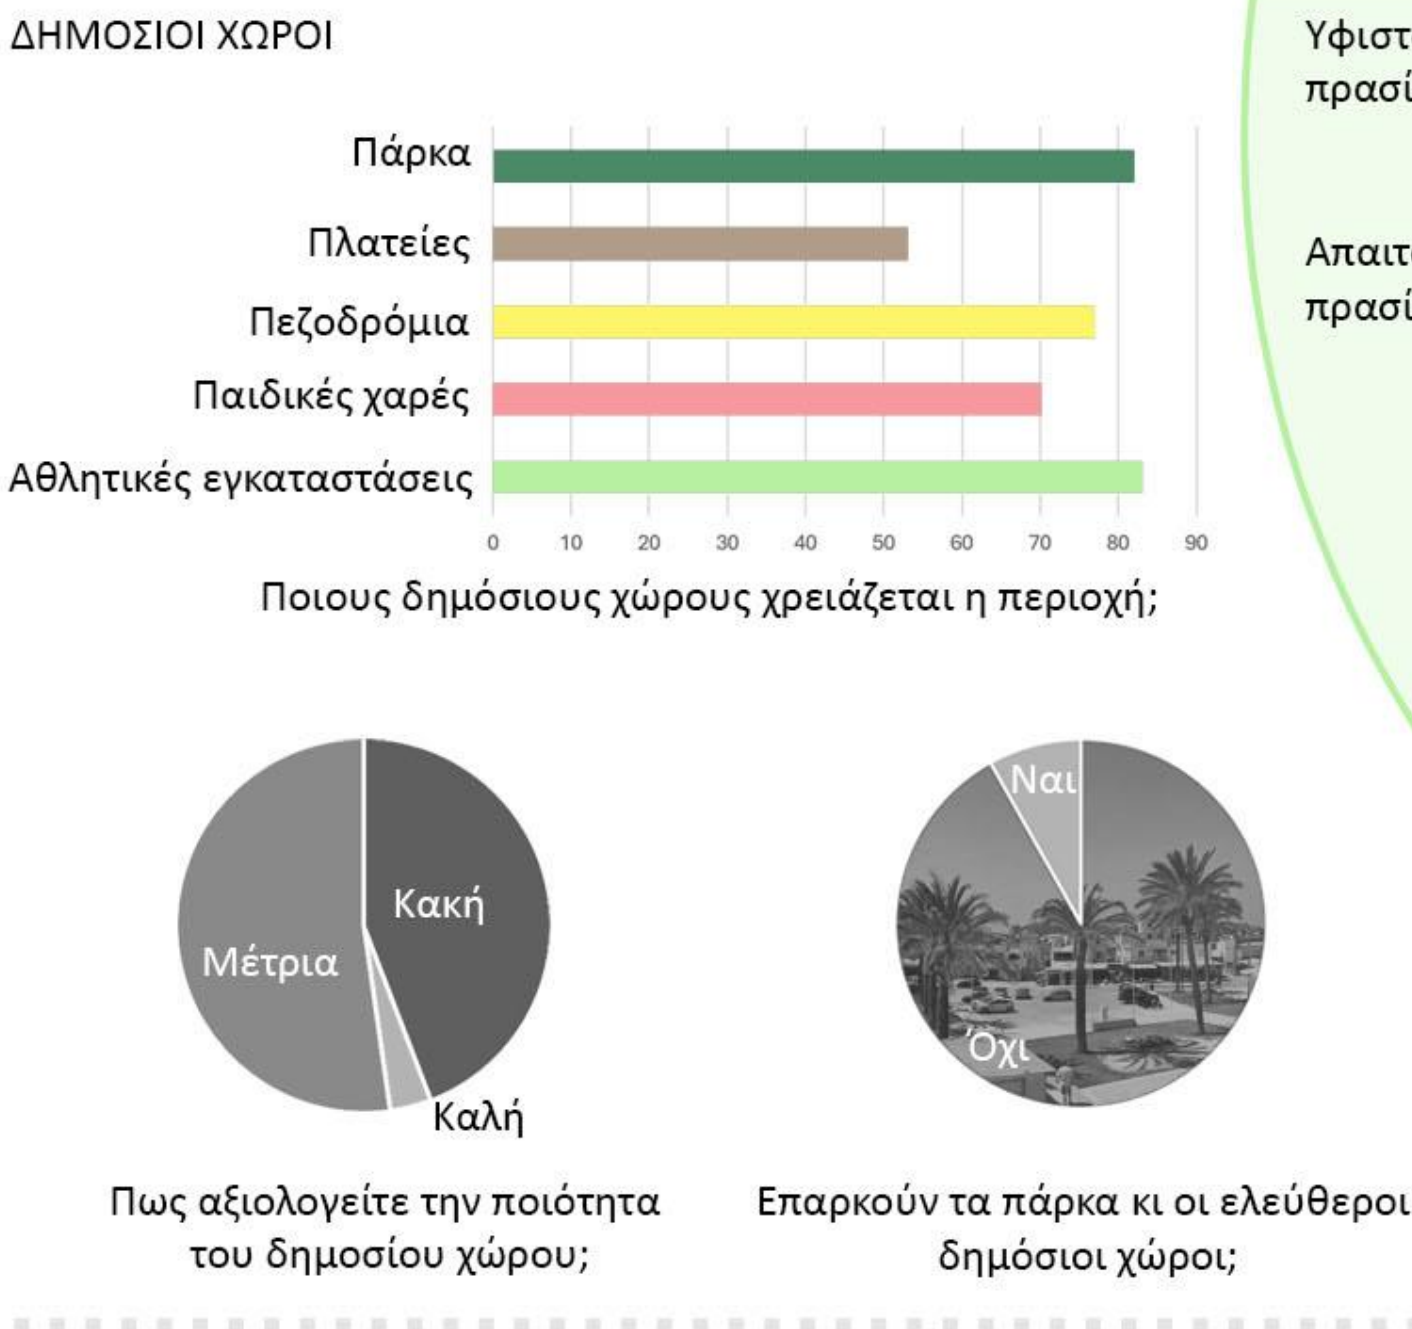 ΔΗΜΟΣΙΟΙ ΧΩΡΟΙ
Πάρκα
Πλατείες
Πεζοδρόμια
Παιδικές χαρές
Αθλητικές εγκαταστάσεις
0 10 20 30 40 50 60 70 80 90
Ποιους δημόσιους χώρους χρειάζεται η περιοχή;
Κακή
Μέτρια
Καλή
Πως αξιολογείτε την ποιότητα
του δημοσίου χώρου;
Ναι
Όχι
Επαρκούν τα πάρκα κι οι ελεύθεροι
δημόσιοι χώροι;